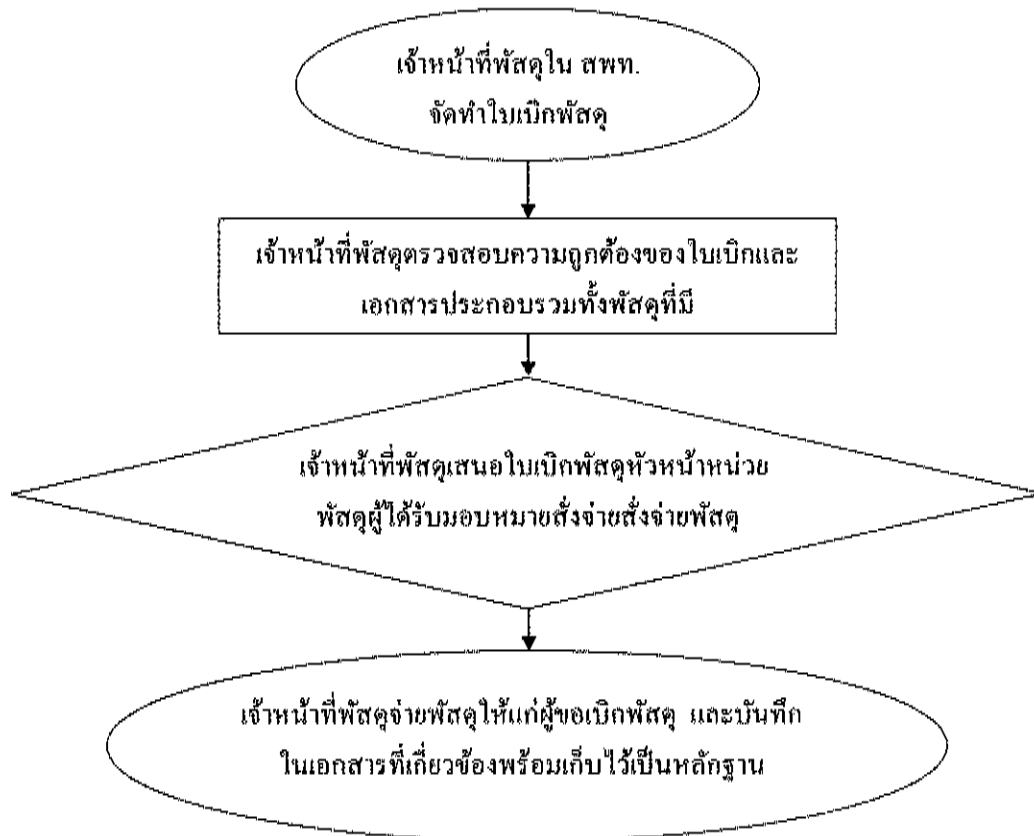 เจ้าหน้าที่พัสดุใน สพท.
จัดทำใบเบิกพัสดุ
เจ้าหน้าที่พัสดุตรวจสอบความถูกต้องของใบเบิกและ
เอกสารประกอบรวมทั้งพัสดุที่มี
เจ้าหน้าที่พัสดุเสนอใบเบิกพัสดุหัวหน้าหน่วย
พัสดุผู้ได้รับมอบหมายสั่งจ่ายสั่งจ่ายพัสดุ
เจ้าหน้าที่พัสดุจ่ายพัสดุให้แก่ผู้ขอเบิกพัสดุ และบันทึก
ในเอกสารที่เกี่ยวข้องพร้อมเก็บไว้เป็นหลักฐาน